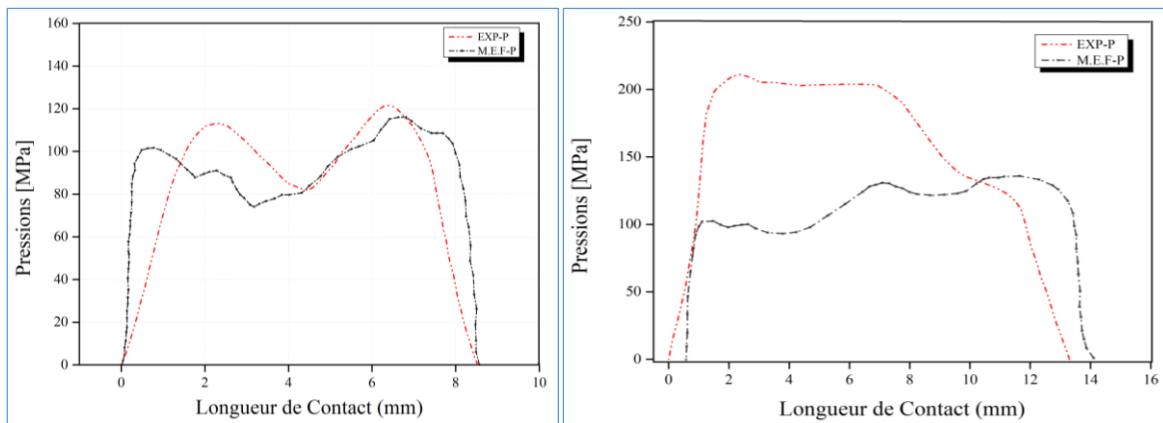 160
140
120
100
80
60
40
20
0
Pressions [MPa]
EXP-P
M.E.F-P
0 2 4 6 8 10
Longueur de Contact (mm)
250
200
150
100
50
0
Pressions [MPa]
EXP-P
M.E.F-P
0 2 4 6 8 10 12 14 16
Longueur de Contact (mm)